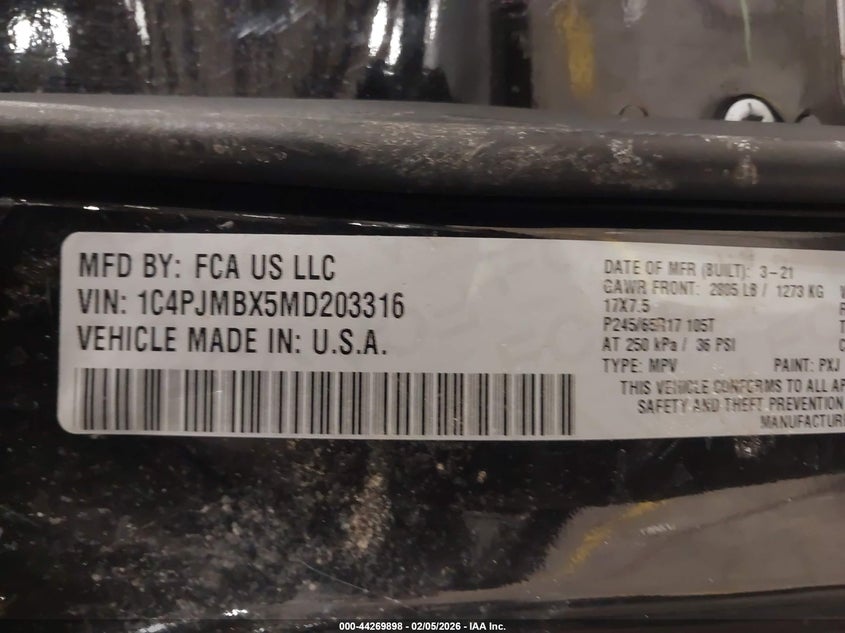 MFD BY: FCA US LLC
VIN: 1C4PJMBX5MD203316
VEHICLE MADE IN: U.S.A.
DATE OF MFR (BUILT): 3-21
GAWR FRONT: 2805 LB / 1273 KG
17X7.5
P245/65R17 105T
AT 250 kPa / 36 PSI
TYPE: MPV PAINT: PXJ
THIS VEHICLE CONFORMS TO ALL AP
SAFETY AND THEFT PREVENTION
MANUFACTUR
000-44269898 - 02/05/2026 - IAA Inc.